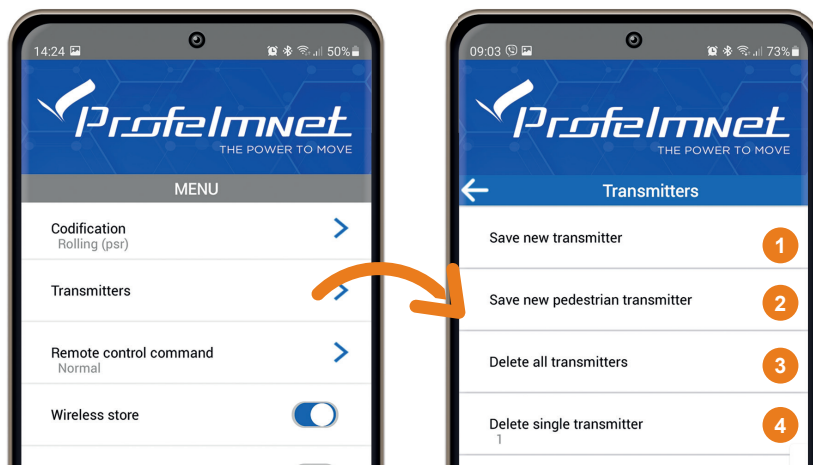 14:24
50%
Profelmnet
THE POWER TO MOVE
MENU
Codification
Rolling (psr)
Transmitters
Remote control command
Normal
Wireless store
09:03
73%
Profelmnet
THE POWER TO MOVE
Transmitters
Save new transmitter
1
Save new pedestrian transmitter
2
Delete all transmitters
3
Delete single transmitter
1
4